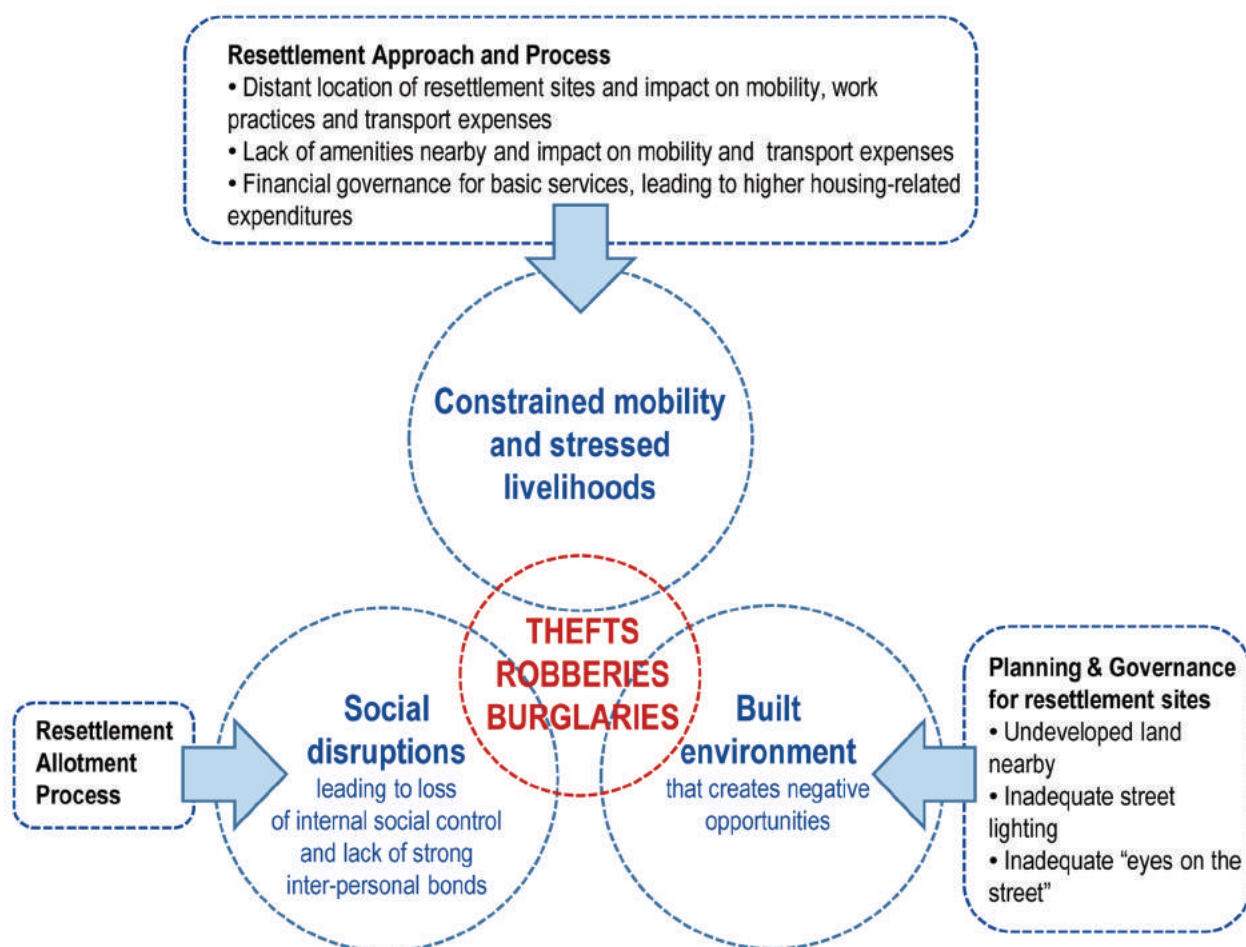 Resettlement Approach and Process
• Distant location of resettlement sites and impact on mobility, work
practices and transport expenses
• Lack of amenities nearby and impact on mobility and transport expenses
• Financial governance for basic services, leading to higher housing-related
expenditures
Constrained mobility
and stressed
livelihoods
THEFTS
ROBBERIES
BURGLARIES
Resettlement
Allotment
Process
Social
disruptions
leading to loss
of internal social control
and lack of strong
inter-personal bonds
Built
environment
that creates negative
opportunities
Planning & Governance
for resettlement sites
• Undeveloped land
nearby
• Inadequate street
lighting
• Inadequate “eyes on the
street”